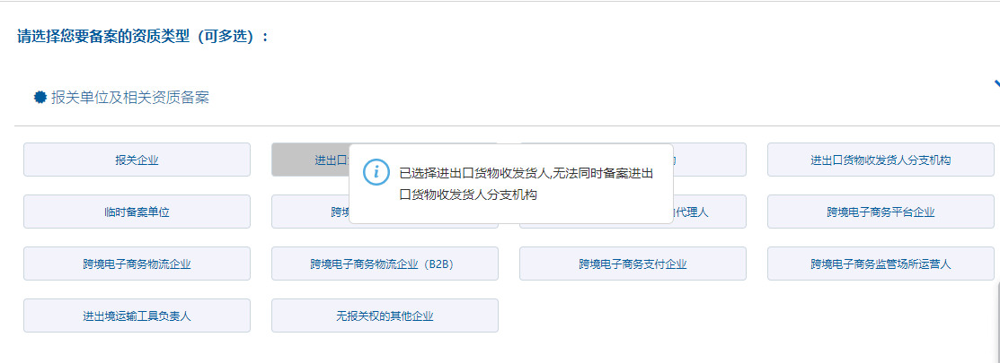 请选择您要备案的资质类型（可多选）：
报关单位及相关资质备案
报关企业
进出口
进出口货物收发货人分支机构
已选择进出口货物收发货人,无法同时备案进出
口货物收发货人分支机构
临时备案单位
跨境
代理人
跨境电子商务平台企业
跨境电子商务物流企业
跨境电子商务物流企业（B2B）
跨境电子商务支付企业
跨境电子商务监管场所运营人
进出境运输工具负责人
无报关权的其他企业